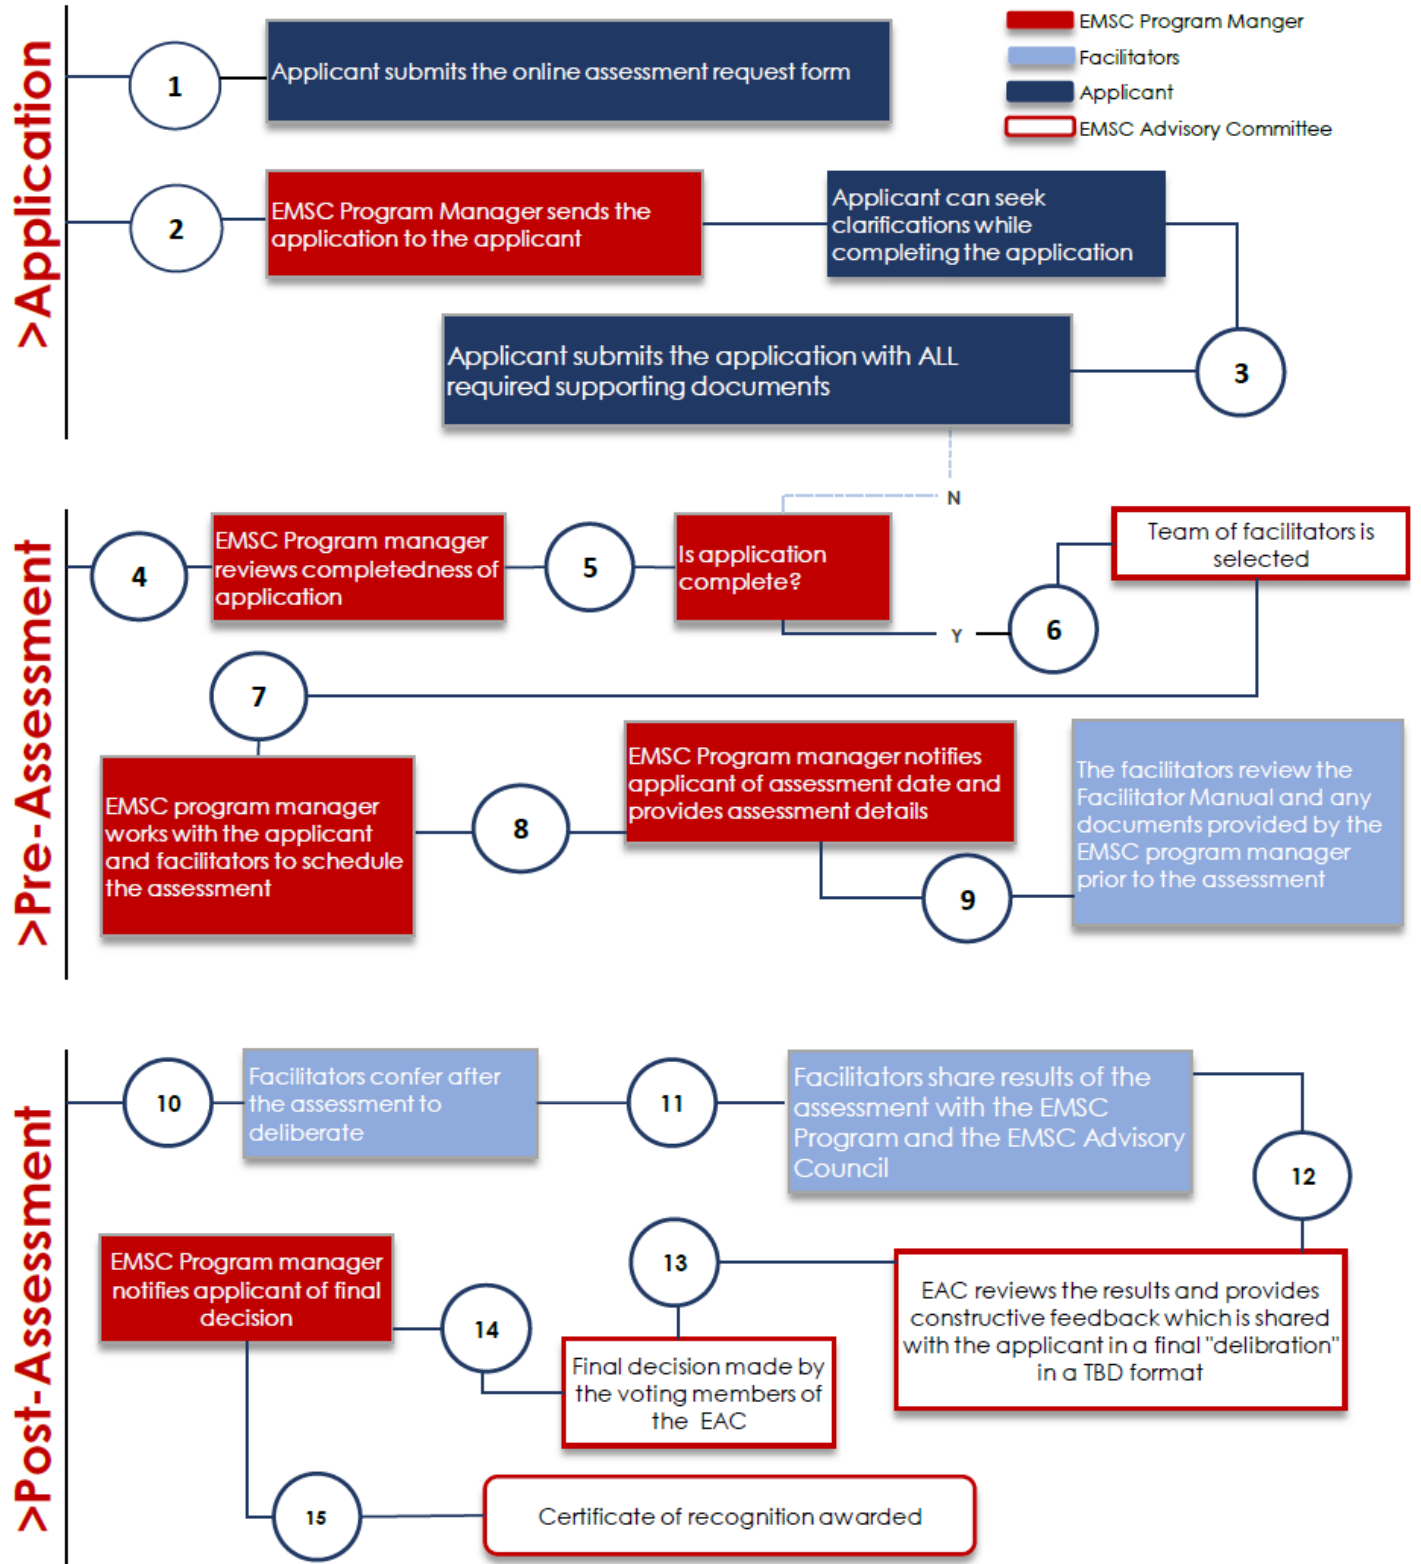 EMSC Program Manger
Facilitators
Applicant
EMSC Advisory Committee
>Application
1
Applicant submits the online assessment request form
2
EMSC Program Manager sends the
application to the applicant
Applicant can seek
clarifications while
completing the application
3
Applicant submits the application with ALL
required supporting documents
N
>Pre-Assessment
4
EMSC Program manager
reviews completedness of
application
5
Is application
complete?
Y
6
Team of facilitators is
selected
7
EMSC program manager
works with the applicant
and facilitators to schedule
the assessment
8
EMSC Program manager notifies
applicant of assessment date and
provides assessment details
9
The facilitators review the
Facilitator Manual and any
documents provided by the
EMSC program manager
prior to the assessment
>Post-Assessment
10
Facilitators confer after
the assessment to
deliberate
11
Facilitators share results of the
assessment with the EMSC
Program and the EMSC Advisory
Council
12
EAC reviews the results and provides
constructive feedback which is shared
with the applicant in a final "delibration"
in a TBD format
13
Final decision made by
the voting members of
the EAC
14
EMSC Program manager
notifies applicant of final
decision
15
Certificate of recognition awarded